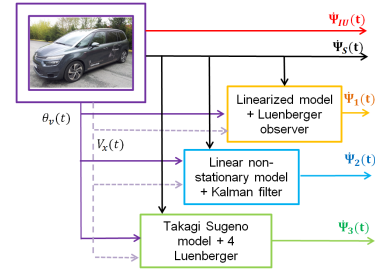 Ψ̇_IU(t)
Ψ̇_S(t)
Linearized model
+ Luenberger
observer
Ψ̇_1(t)
θ_v(t)
V_x(t)
Linear non-
stationary model
+ Kalman filter
Ψ̇_2(t)
Takagi Sugeno
model + 4
Luenberger
Ψ̇_3(t)